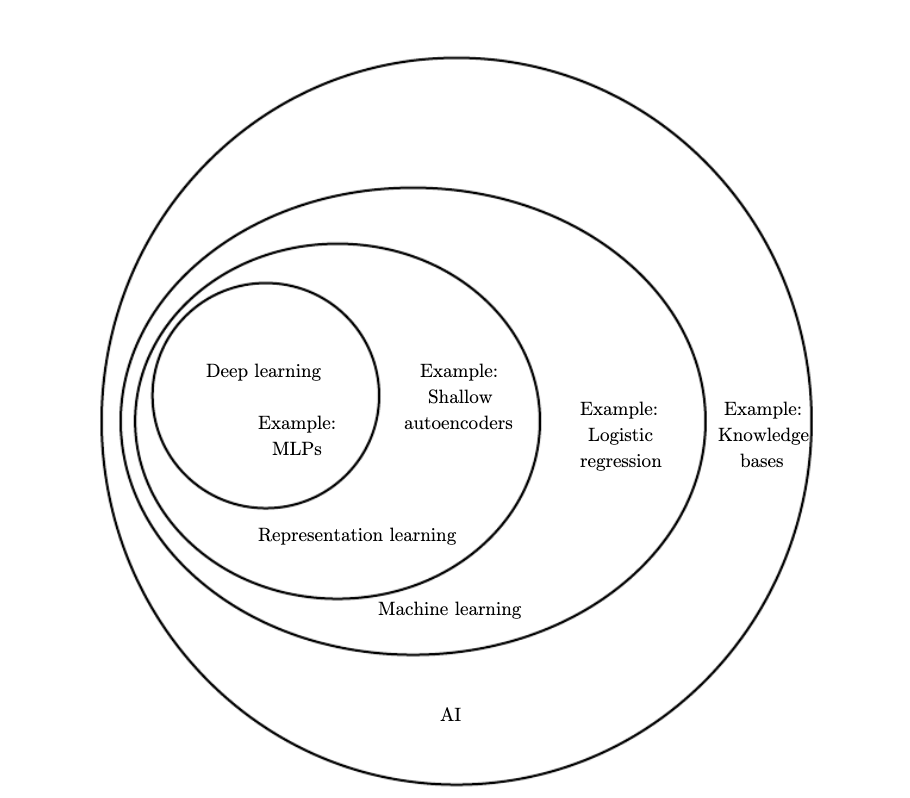 Deep learning
Example:
MLPs
Example:
Shallow
autoencoders
Example:
Logistic
regression
Example:
Knowledge
bases
Representation learning
Machine learning
AI